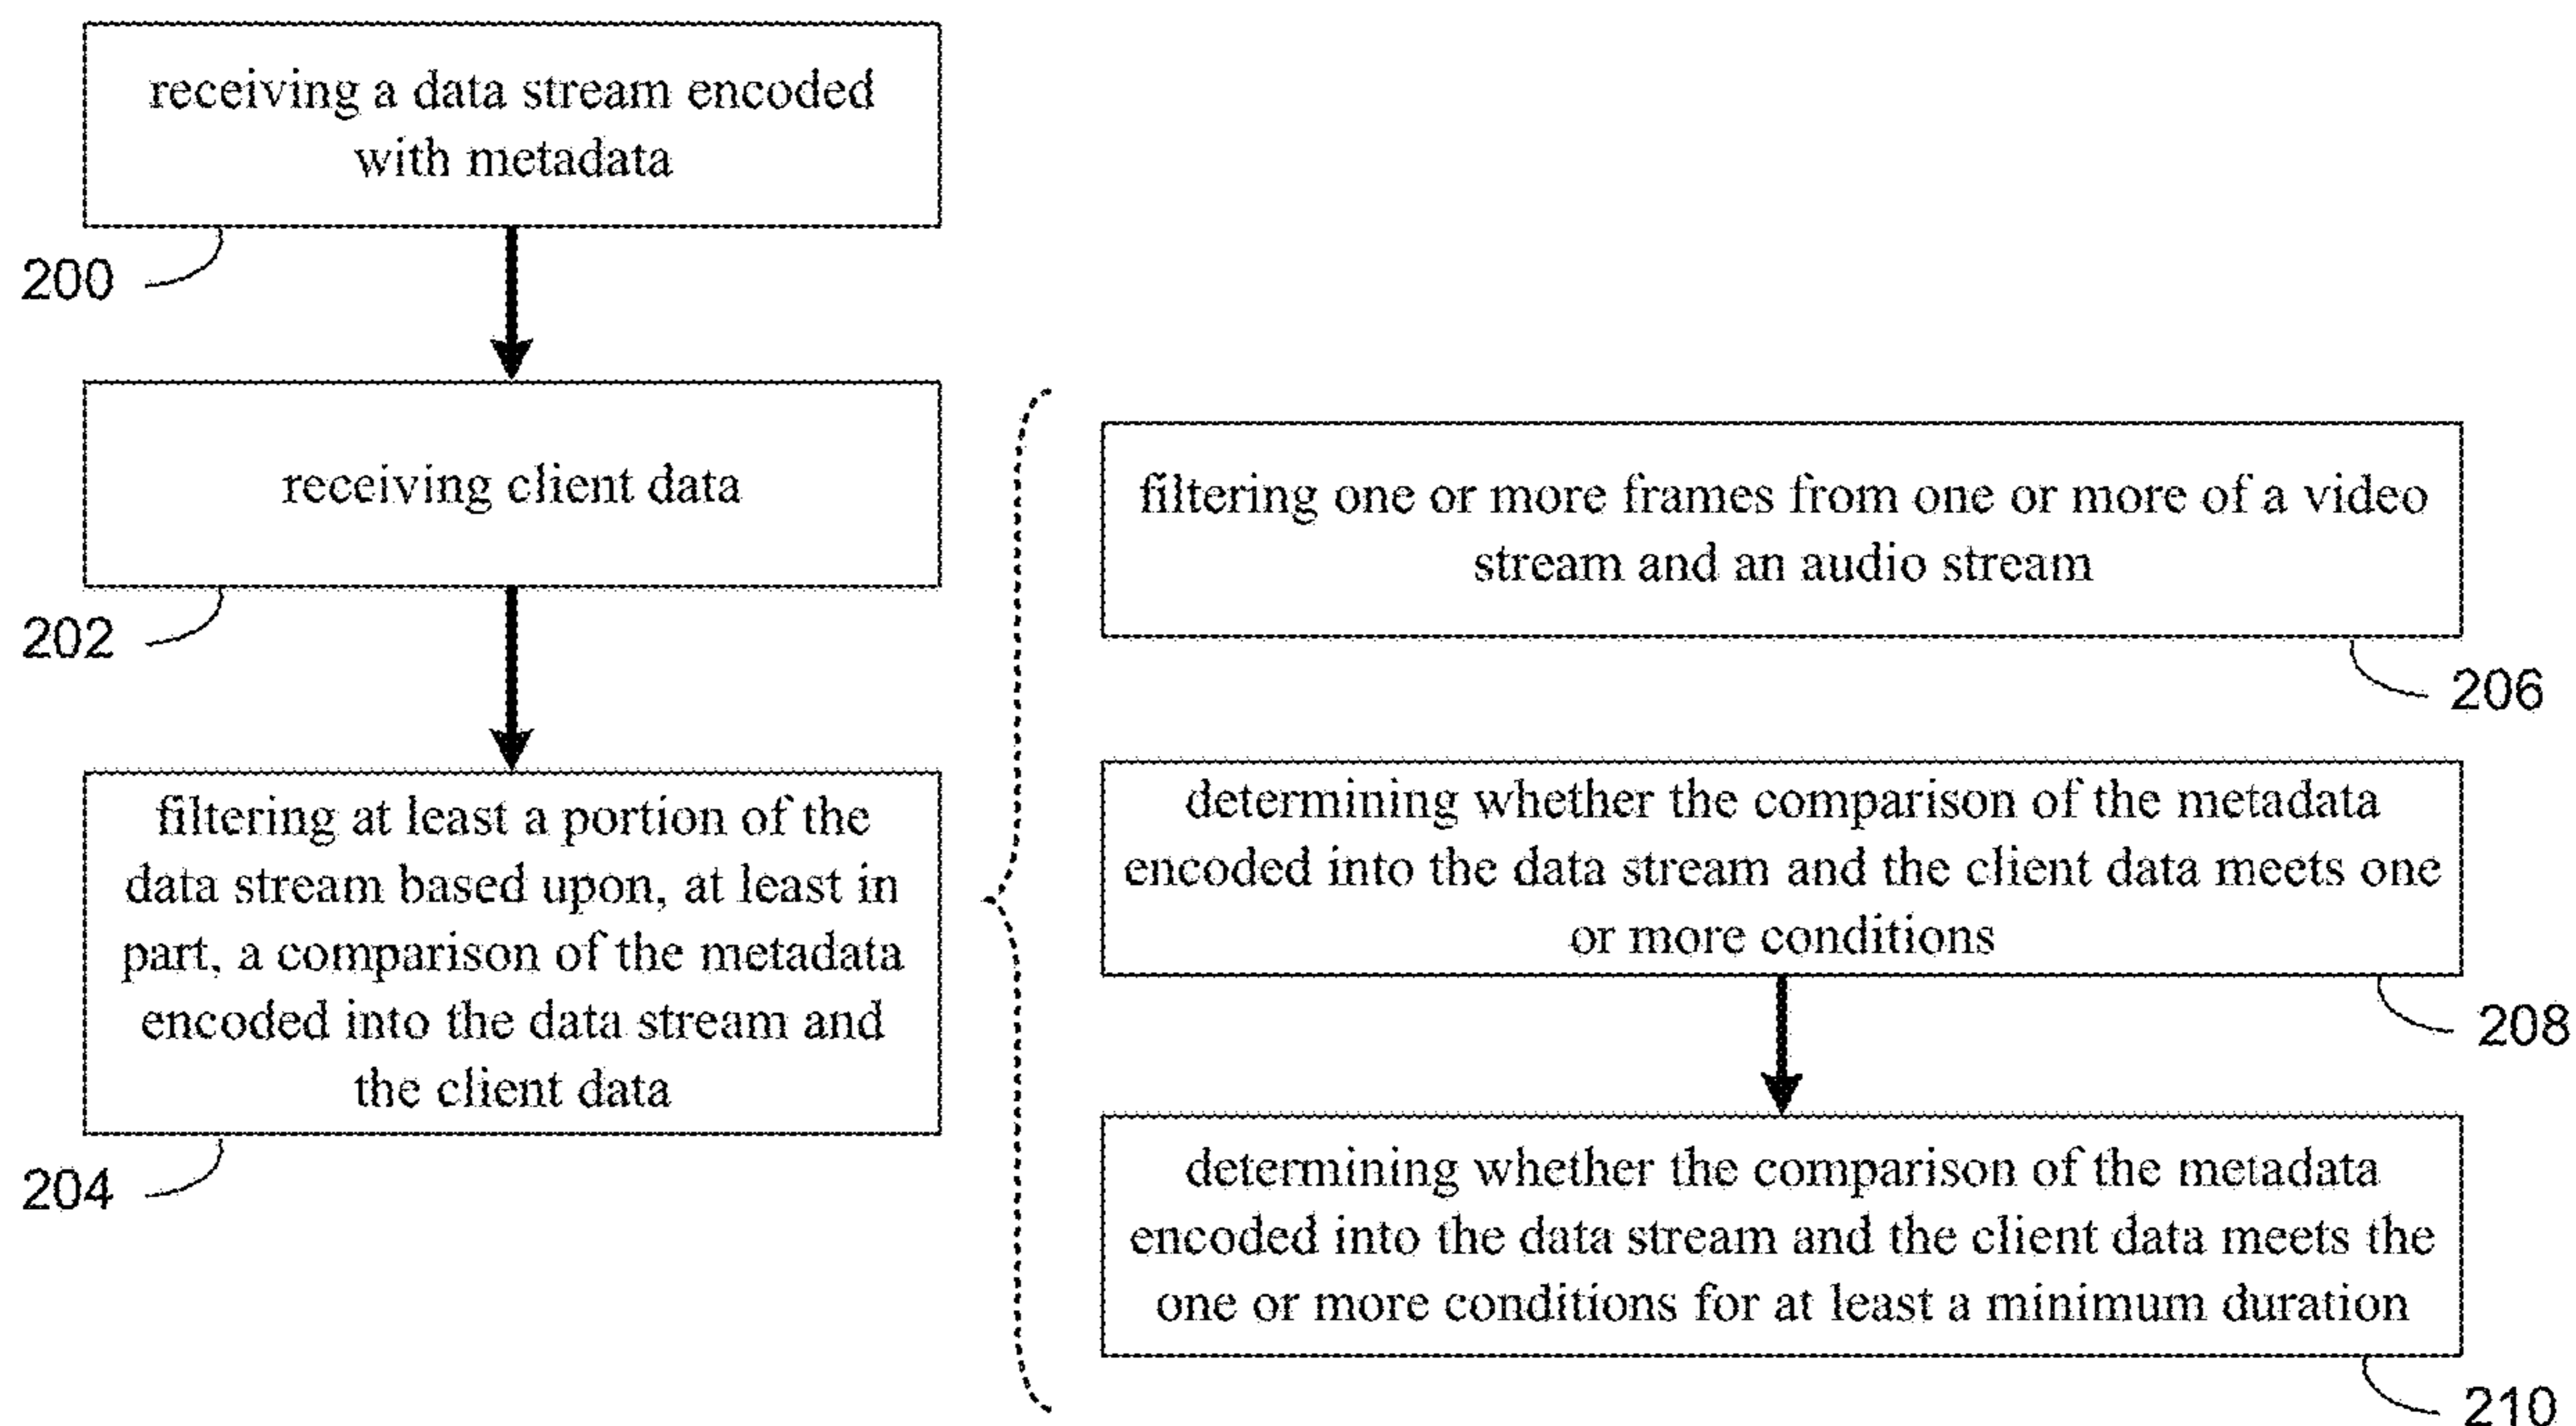 receiving a data stream encoded
with metadata
200
receiving client data
202
filtering at least a portion of the
data stream based upon, at least in
part, a comparison of the metadata
encoded into the data stream and
the client data
204
filtering one or more frames from one or more of a video
stream and an audio stream
206
determining whether the comparison of the metadata
encoded into the data stream and the client data meets one
or more conditions
208
determining whether the comparison of the metadata
encoded into the data stream and the client data meets the
one or more conditions for at least a minimum duration
210